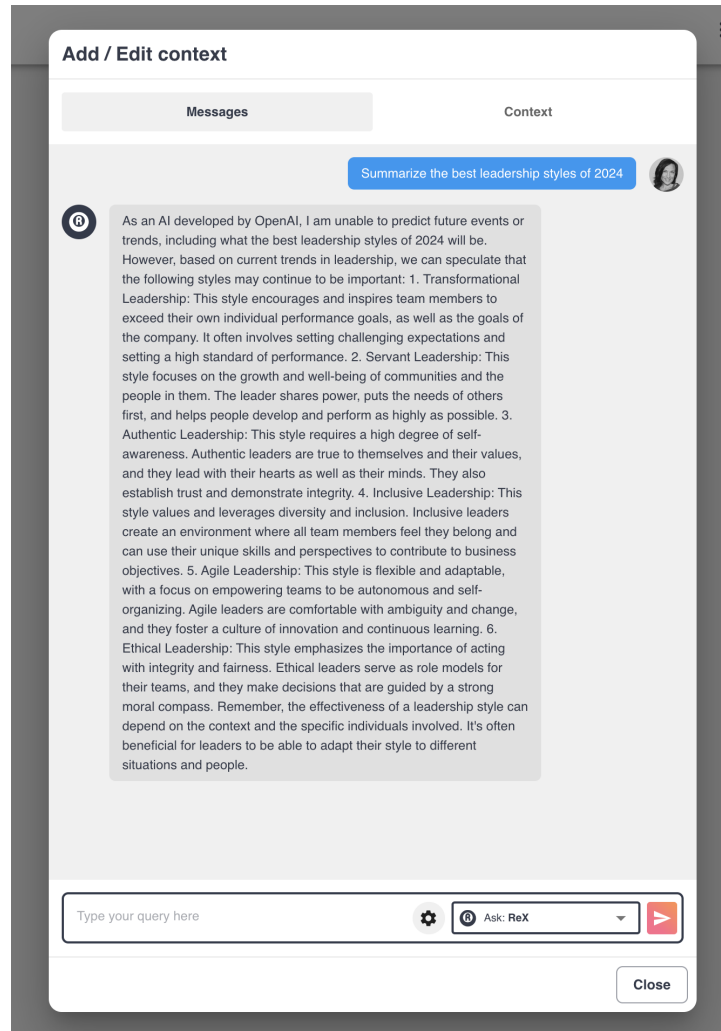 Add / Edit context
Messages
Context
Summarize the best leadership styles of 2024
As an AI developed by OpenAI, I am unable to predict future events or
trends, including what the best leadership styles of 2024 will be.
However, based on current trends in leadership, we can speculate that
the following styles may continue to be important: 1. Transformational
Leadership: This style encourages and inspires team members to
exceed their own individual performance goals, as well as the goals of
the company. It often involves setting challenging expectations and
setting a high standard of performance. 2. Servant Leadership: This
style focuses on the growth and well-being of communities and the
people in them. The leader shares power, puts the needs of others
first, and helps people develop and perform as highly as possible. 3.
Authentic Leadership: This style requires a high degree of self-
awareness. Authentic leaders are true to themselves and their values,
and they lead with their hearts as well as their minds. They also
establish trust and demonstrate integrity. 4. Inclusive Leadership: This
style values and leverages diversity and inclusion. Inclusive leaders
create an environment where all team members feel they belong and
can use their unique skills and perspectives to contribute to business
objectives. 5. Agile Leadership: This style is flexible and adaptable,
with a focus on empowering teams to be autonomous and self-
organizing. Agile leaders are comfortable with ambiguity and change,
and they foster a culture of innovation and continuous learning. 6.
Ethical Leadership: This style emphasizes the importance of acting
with integrity and fairness. Ethical leaders serve as role models for
their teams, and they make decisions that are guided by a strong
moral compass. Remember, the effectiveness of a leadership style can
depend on the context and the specific individuals involved. It's often
beneficial for leaders to be able to adapt their style to different
situations and people.
Type your query here
Ask: ReX
Close